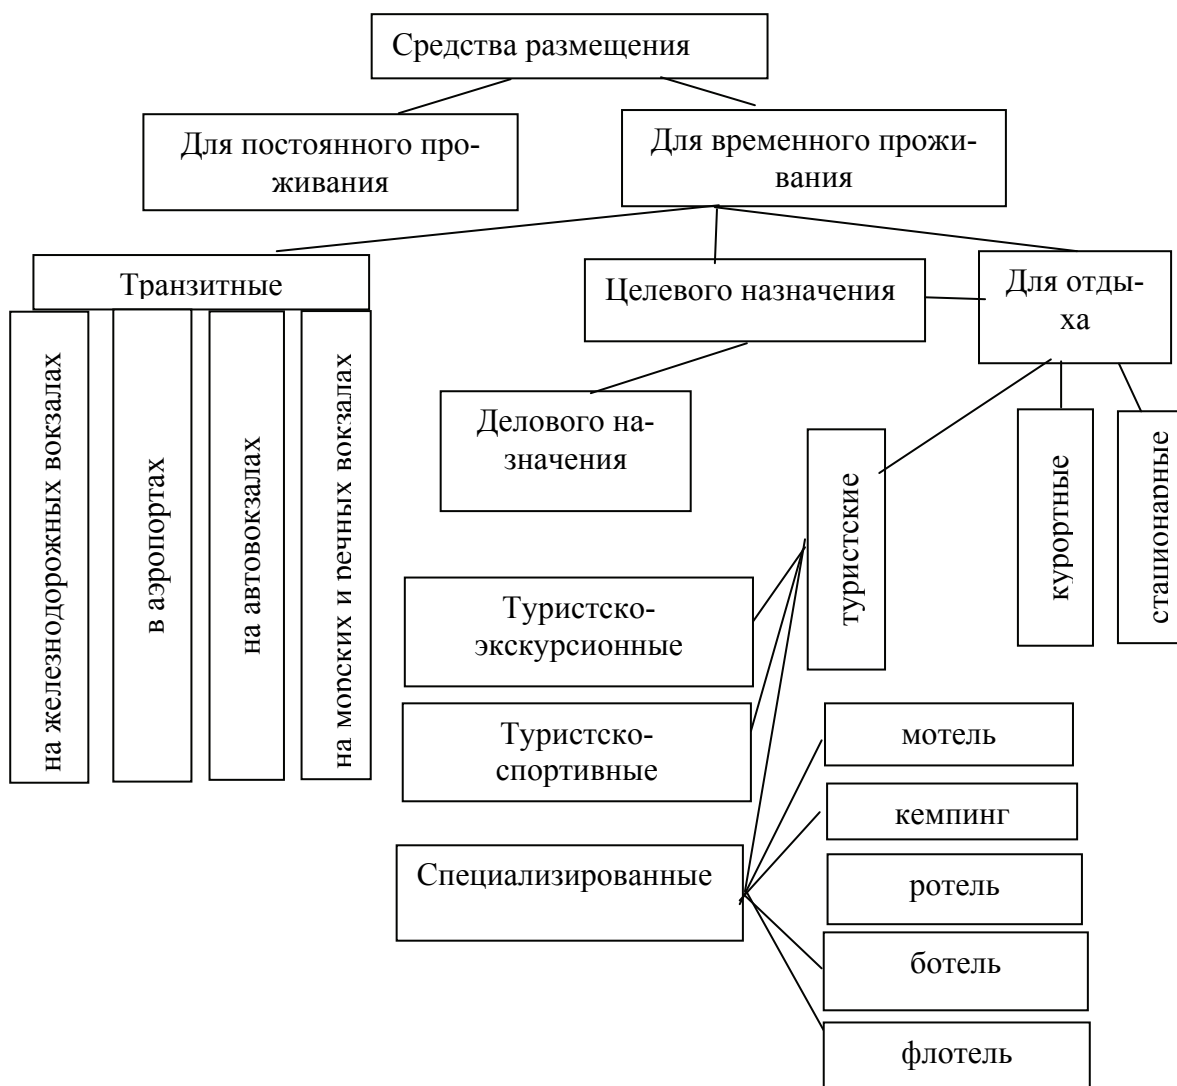 Средства размещения
Для постоянного про-
живания
Для временного прожи-
вания
Транзитные
Целевого назначения
Для отды-
ха
на железнодорожных вокзалах
в аэропортах
на автовокзалах
на морских и речных вокзалах
Делового на-
значения
туристские
курортные
стационарные
Туристско-
экскурсионные
Туристско-
спортивные
Специализированные
мотель
кемпинг
ротель
ботель
флотель